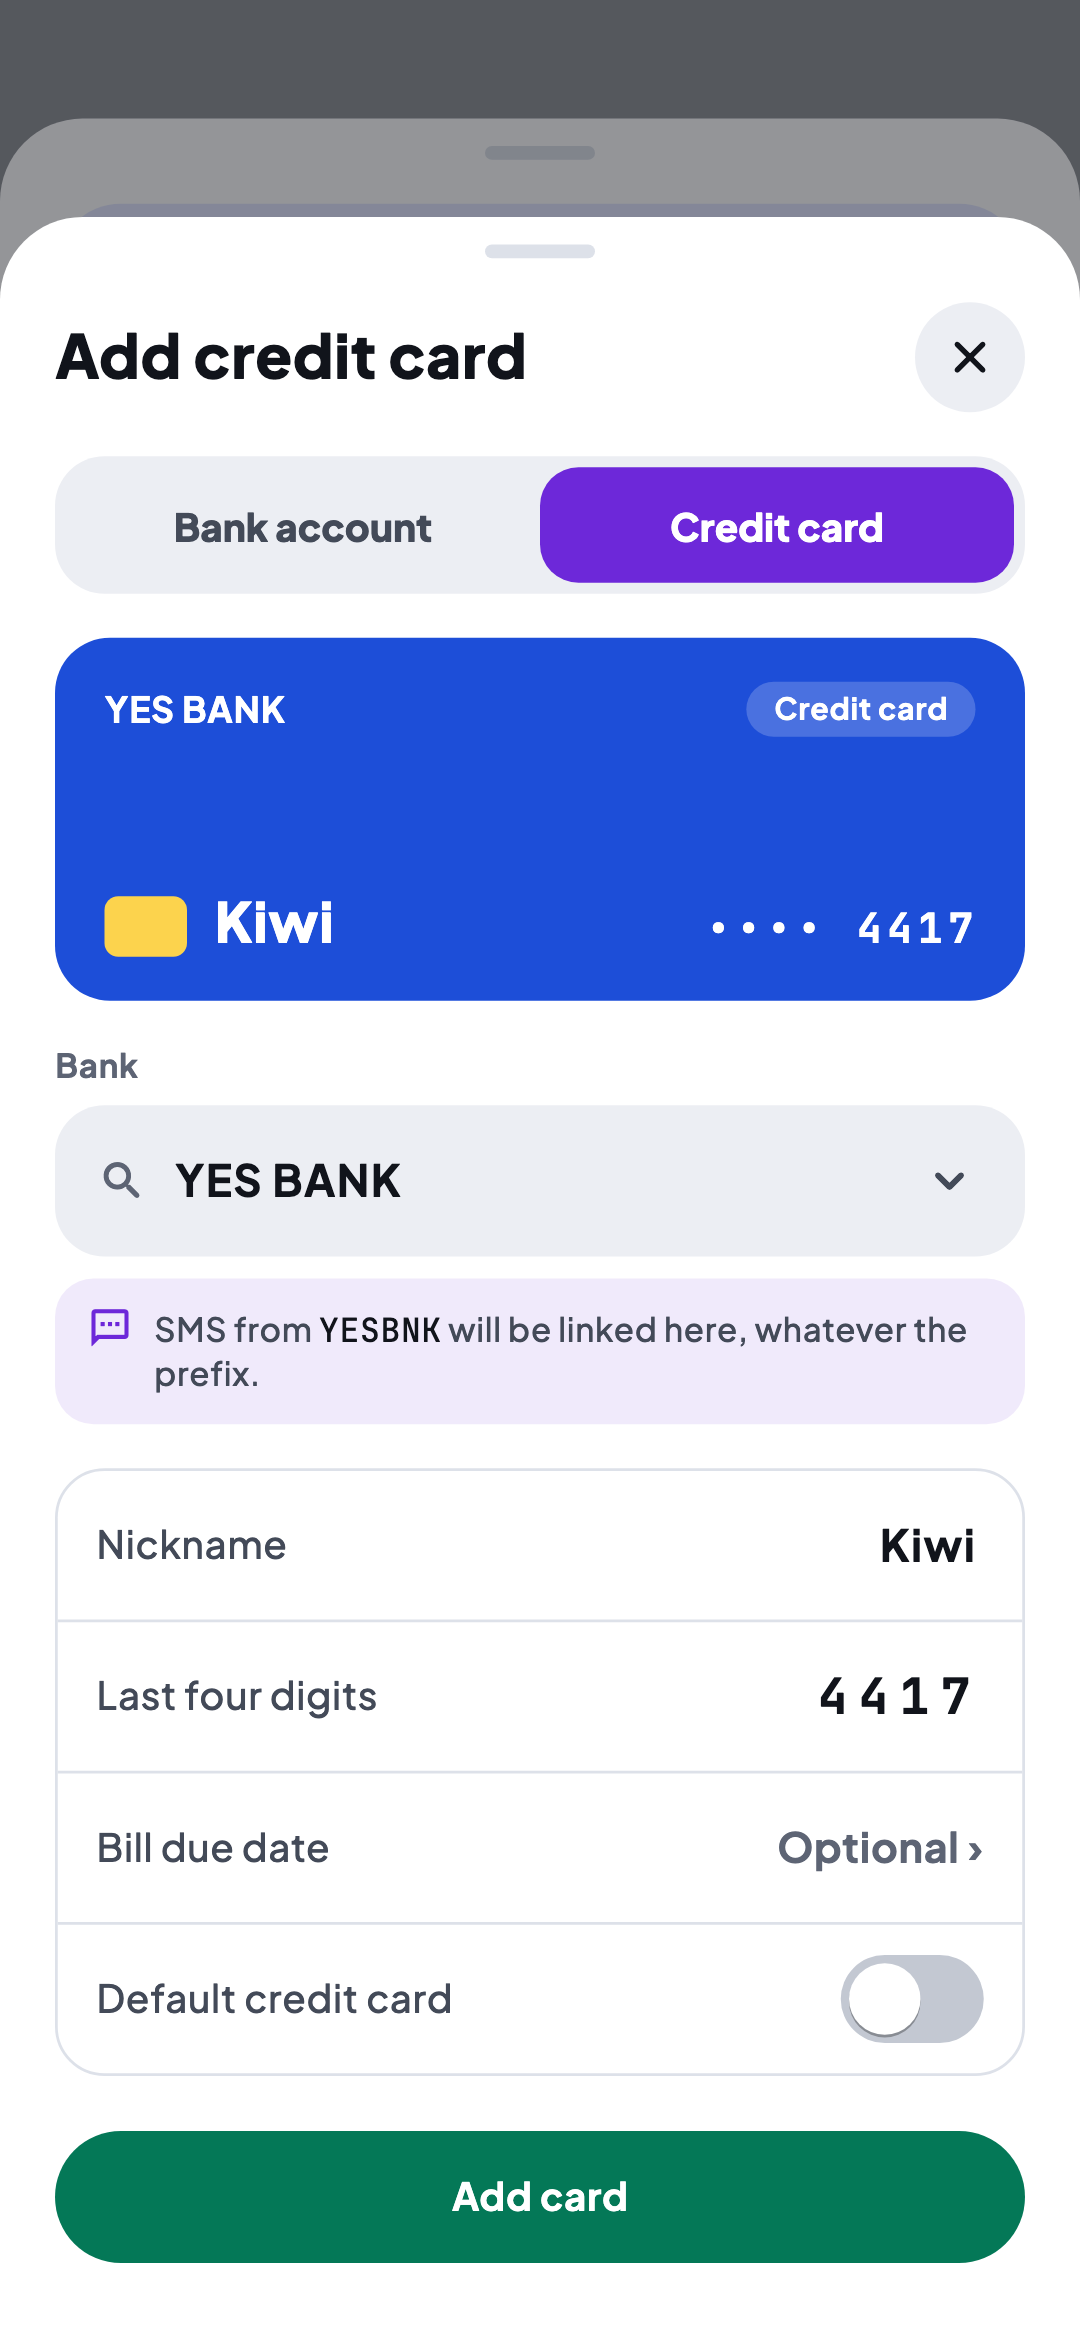 Add credit card
Bank account
Credit card
YES BANK
Credit card
Kiwi
•••• 4417
Bank
YES BANK
SMS from YESBNK will be linked here, whatever the
prefix.
Nickname
Kiwi
Last four digits
4417
Bill due date
Optional ›
Default credit card
Add card